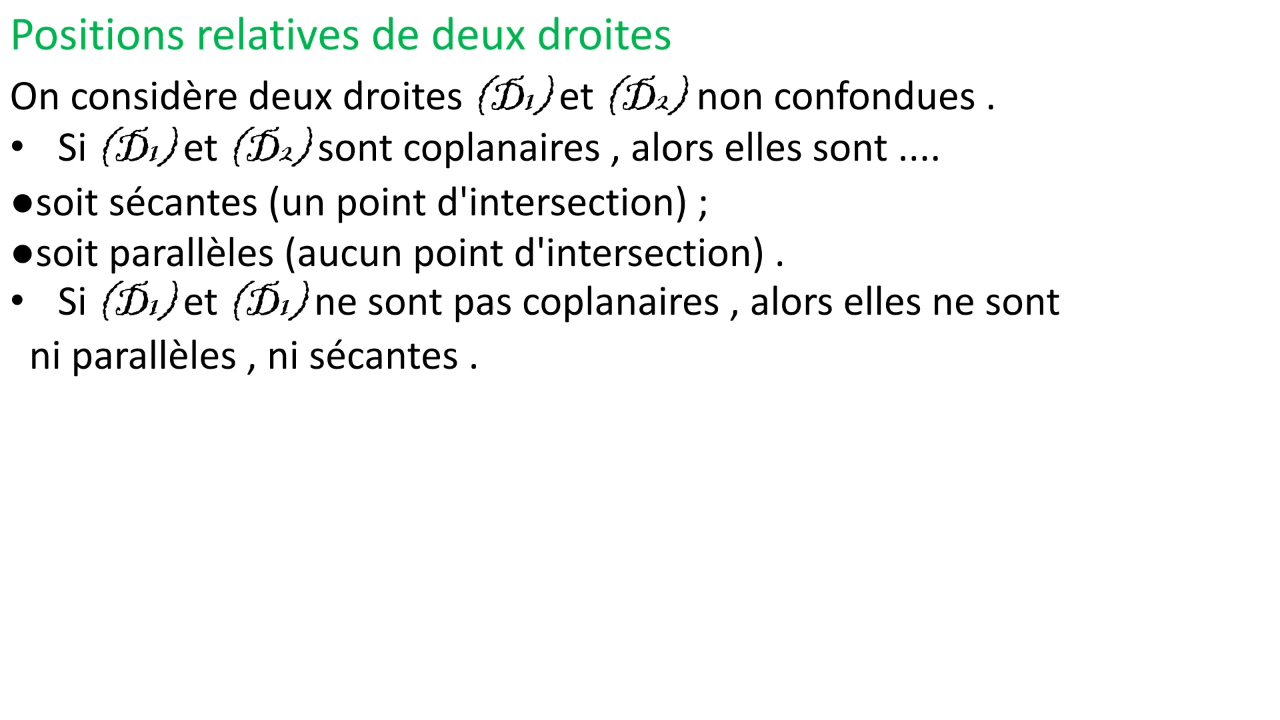 Positions relatives de deux droites
On considère deux droites (D₁) et (D₂) non confondues .
• Si (D₁) et (D₂) sont coplanaires , alors elles sont ....
●soit sécantes (un point d'intersection) ;
●soit parallèles (aucun point d'intersection) .
• Si (D₁) et (D₁) ne sont pas coplanaires , alors elles ne sont
ni parallèles , ni sécantes .